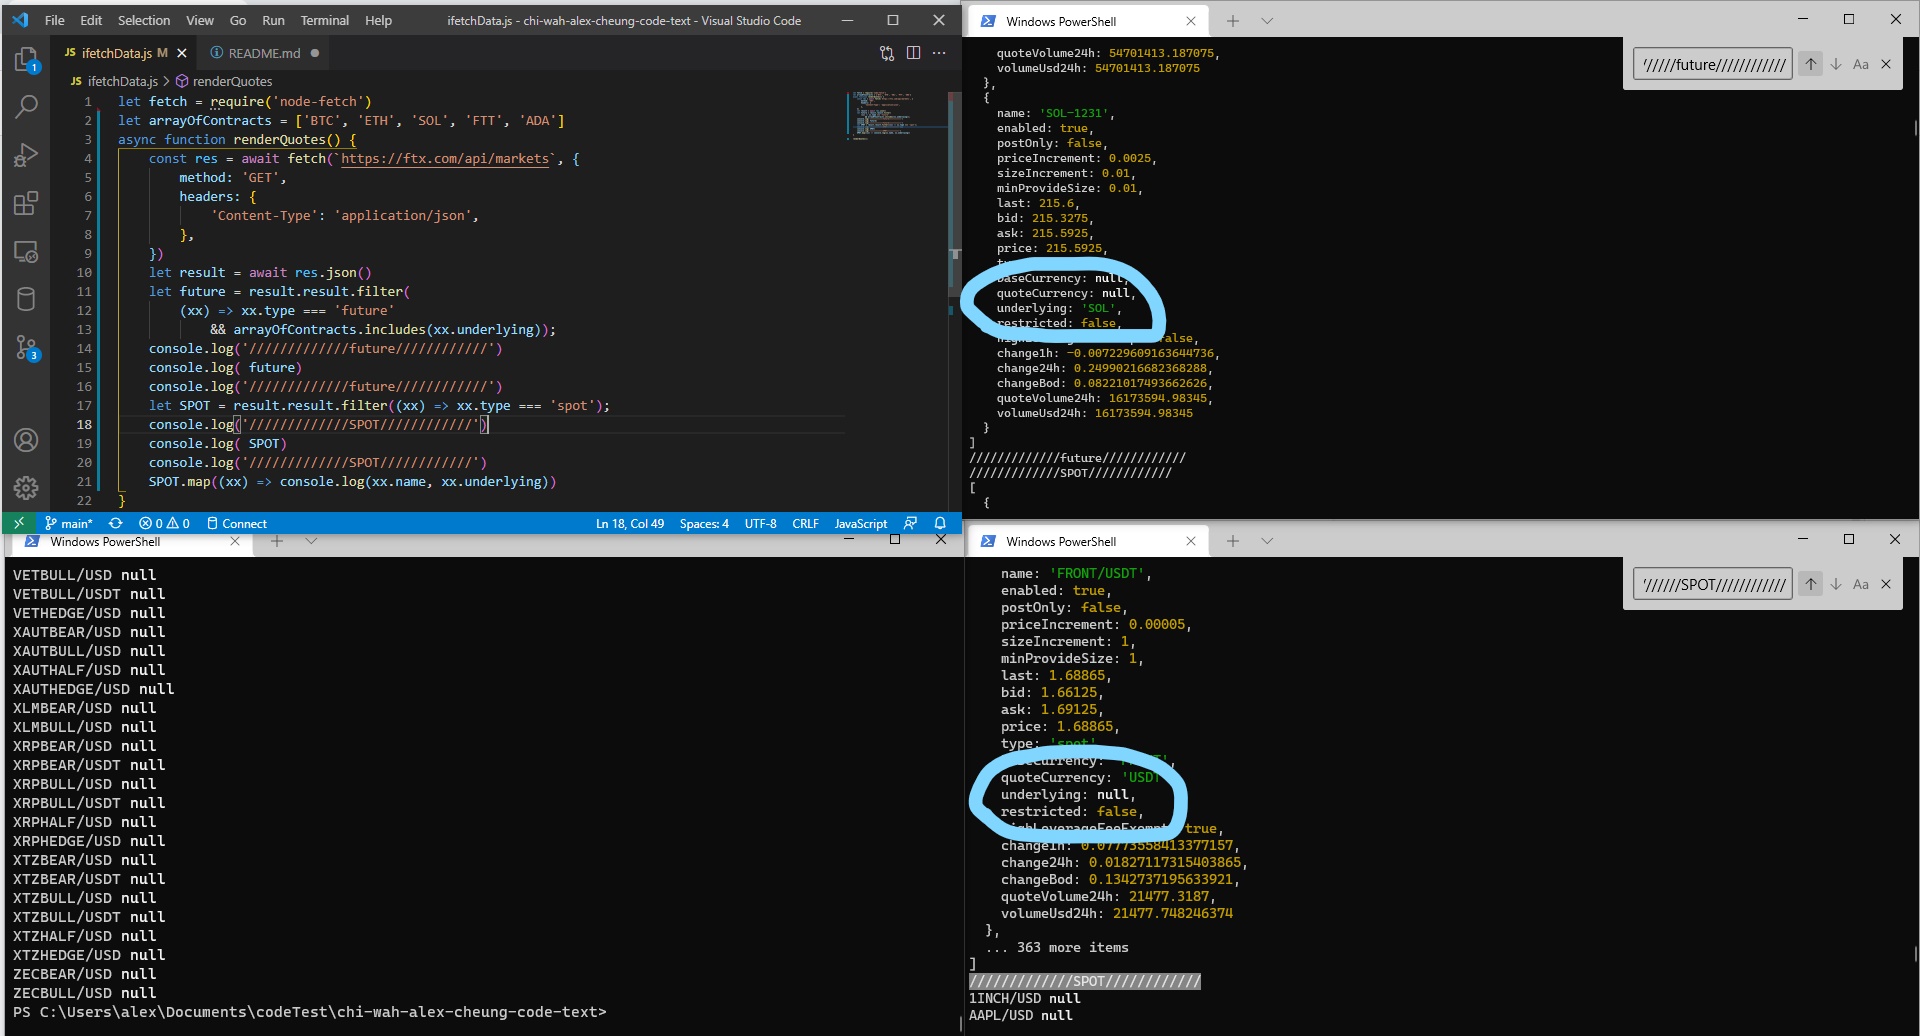 File Edit Selection View Go Run Terminal Help ifetchData.js - chi-wah-alex-cheung-code-text - Visual Studio Code
JS ifetchData.js M README.md
JS ifetchData.js > renderQuotes
1 let fetch = require('node-fetch')
2 let arrayOfContracts = ['BTC', 'ETH', 'SOL', 'FTT', 'ADA']
3 async function renderQuotes() {
4 const res = await fetch(`https://ftx.com/api/markets`, {
5 method: 'GET',
6 headers: {
7 'Content-Type': 'application/json',
8 },
9 })
10 let result = await res.json()
11 let future = result.result.filter(
12 (xx) => xx.type === 'future'
13 && arrayOfContracts.includes(xx.underlying));
14 console.log('/////////////future////////////')
15 console.log( future)
16 console.log('/////////////future////////////')
17 let SPOT = result.result.filter((xx) => xx.type === 'spot');
18 console.log('/////////////SPOT////////////')
19 console.log( SPOT)
20 console.log('/////////////SPOT////////////')
21 SPOT.map((xx) => console.log(xx.name, xx.underlying))
22 }
1
3
main* 0 0 Connect Ln 18, Col 49 Spaces: 4 UTF-8 CRLF JavaScript
Windows PowerShell
//////future//////////// Aa
quoteVolume24h: 54701413.187075,
volumeUsd24h: 54701413.187075
},
{
name: 'SOL-1231',
enabled: true,
postOnly: false,
priceIncrement: 0.0025,
sizeIncrement: 0.01,
minProvideSize: 0.01,
last: 215.6,
bid: 215.3275,
ask: 215.5925,
price: 215.5925,
baseCurrency: null,
quoteCurrency: null,
underlying: 'SOL',
restricted: false,
false,
change1h: -0.007229609163644736,
change24h: 0.24990216682368288,
changeBod: 0.08221017493662626,
quoteVolume24h: 16173594.98345,
volumeUsd24h: 16173594.98345
}
]
/////////////future////////////
/////////////SPOT////////////
[
{
Windows PowerShell
VETBULL/USD null
VETBULL/USDT null
VETHEDGE/USD null
XAUTBEAR/USD null
XAUTBULL/USD null
XAUTHALF/USD null
XAUTHEDGE/USD null
XLMBEAR/USD null
XLMBULL/USD null
XRPBEAR/USD null
XRPBEAR/USDT null
XRPBULL/USD null
XRPBULL/USDT null
XRPHALF/USD null
XRPHEDGE/USD null
XTZBEAR/USD null
XTZBEAR/USDT null
XTZBULL/USD null
XTZBULL/USDT null
XTZHALF/USD null
XTZHEDGE/USD null
ZECBEAR/USD null
ZECBULL/USD null
PS C:\Users\alex\Documents\codeTest\chi-wah-alex-cheung-code-text>
Windows PowerShell
//////SPOT//////////// Aa
name: 'FRONT/USDT',
enabled: true,
postOnly: false,
priceIncrement: 0.00005,
sizeIncrement: 1,
minProvideSize: 1,
last: 1.68865,
bid: 1.66125,
ask: 1.69125,
price: 1.68865,
type: 'spot',
quoteCurrency: 'USDT
underlying: null,
restricted: false,
highLeverageFeeExempt: true,
change1h: 0.07773558413377157,
change24h: 0.01827117315403865,
changeBod: 0.1342737195633921,
quoteVolume24h: 21477.3187,
volumeUsd24h: 21477.748246374
},
... 363 more items
]
/////////////SPOT////////////
1INCH/USD null
AAPL/USD null